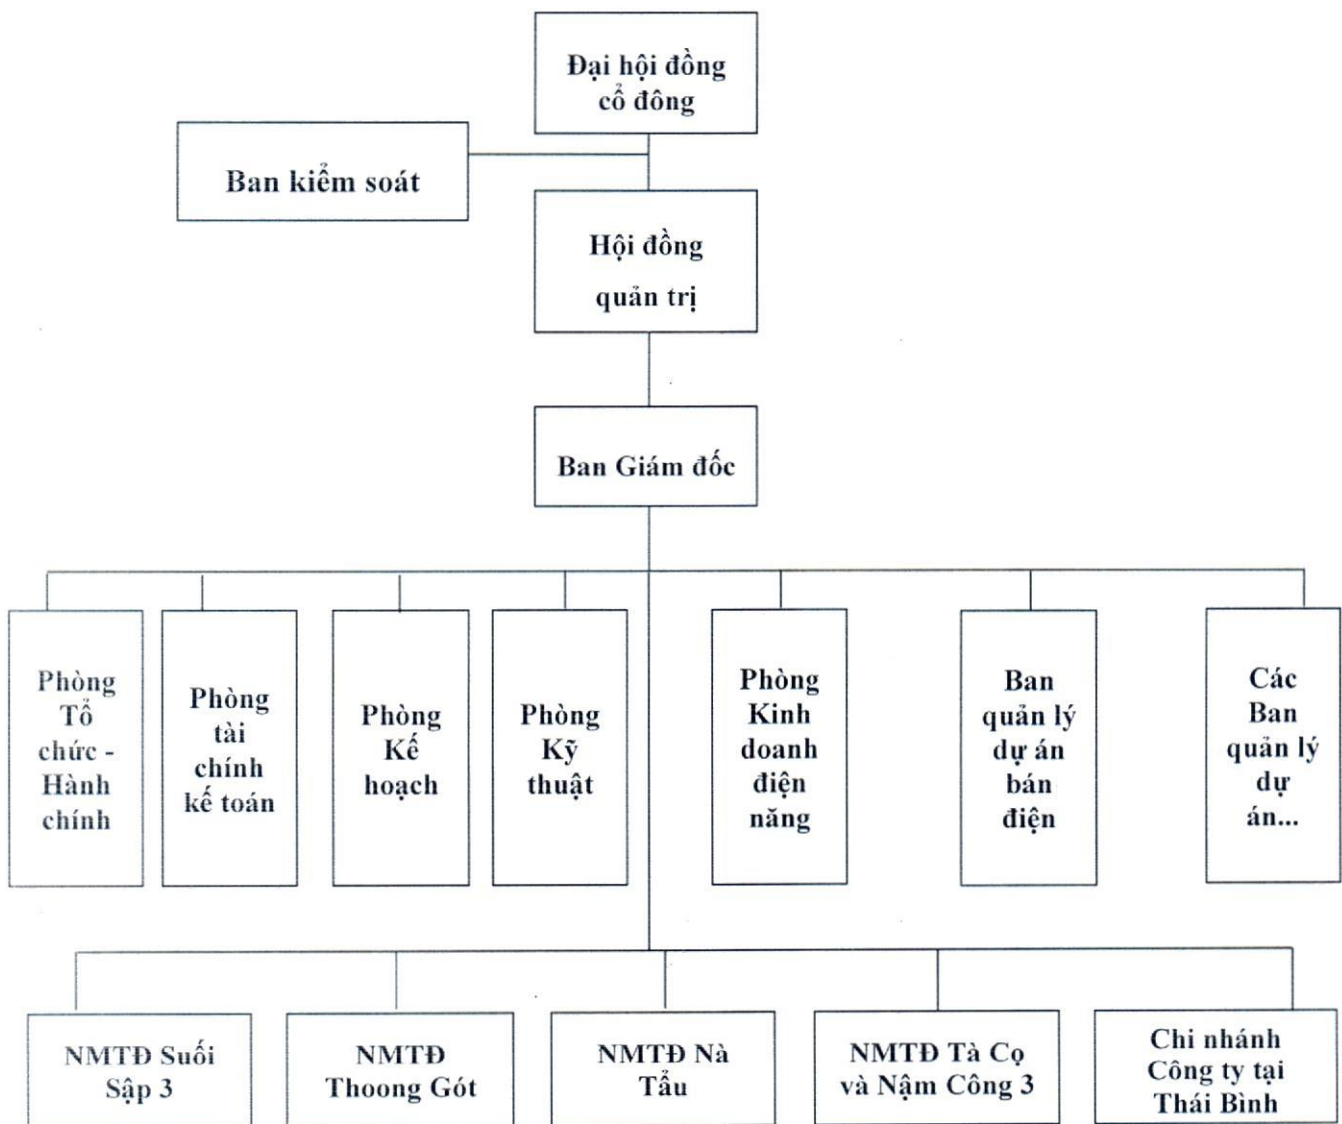 Đại hội đồng
cổ đông
Ban kiểm soát
Hội đồng
quản trị
Ban Giám đốc
Phòng
Tổ
chức -
Hành
chính
Phòng
tài
chính
kế toán
Phòng
Kế
hoạch
Phòng
Kỹ
thuật
Phòng
Kinh
doanh
điện
năng
Ban
quản lý
dự án
bán
điện
Các
Ban
quản lý
dự
án...
NMTĐ Suối
Sập 3
NMTĐ
Thoong Gót
NMTĐ Nà
Tẩu
NMTĐ Tà Cọ
và Nậm Công 3
Chi nhánh
Công ty tại
Thái Bình